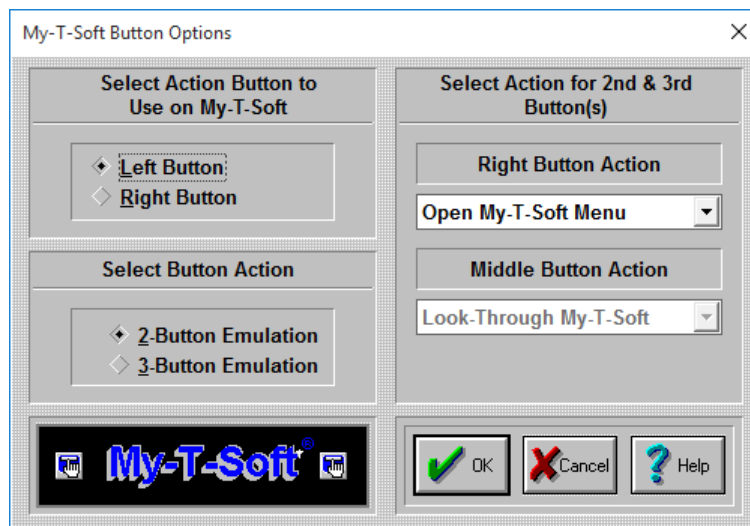 My-T-Soft Button Options
Select Action Button to
Use on My-T-Soft
Left Button
Right Button
Select Button Action
2-Button Emulation
3-Button Emulation
Select Action for 2nd & 3rd
Button(s)
Right Button Action
Open My-T-Soft Menu
Middle Button Action
Look-Through My-T-Soft
My-T-Soft®
OK
Cancel
Help